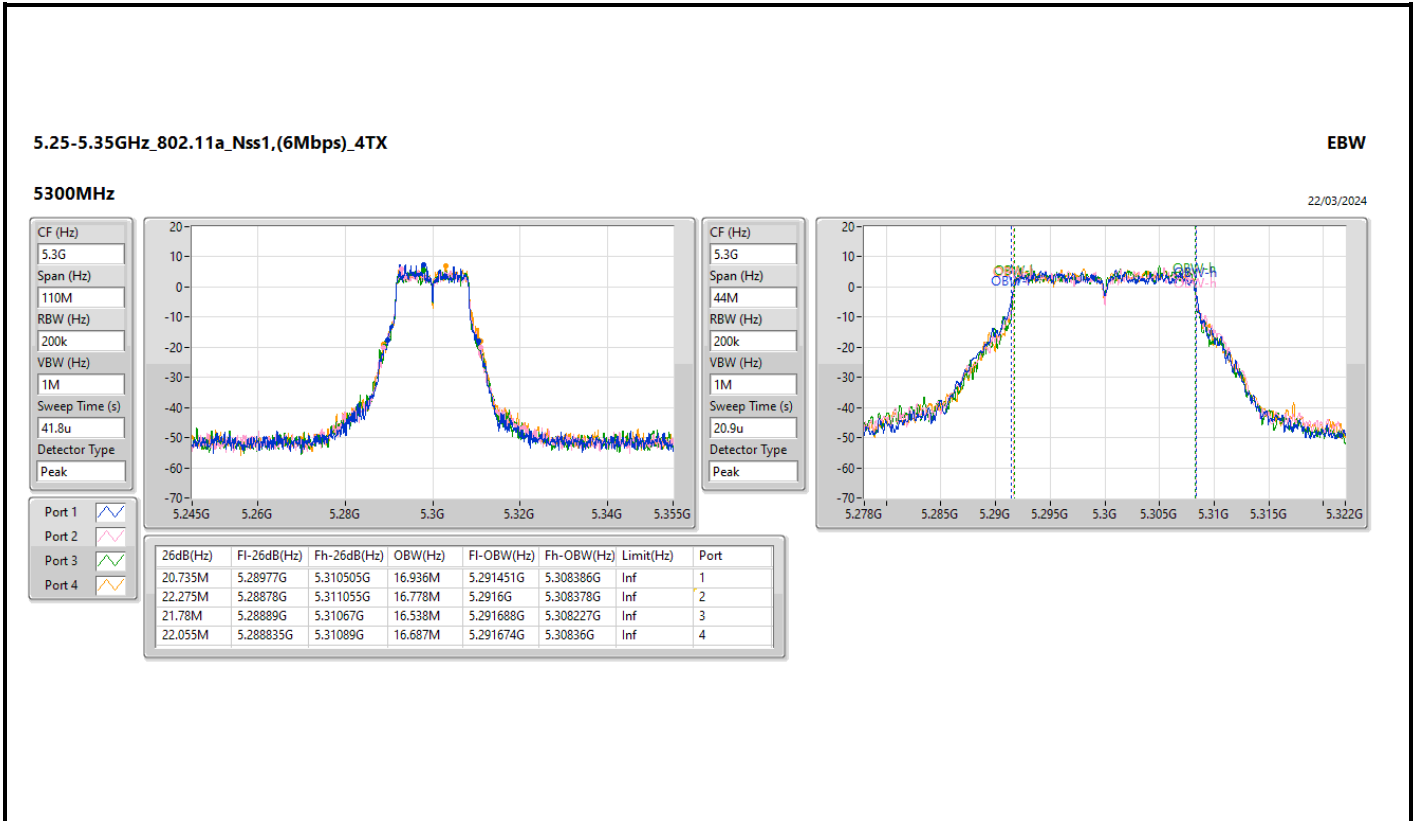 5.25-5.35GHz_802.11a_Nss1,(6Mbps)_4TX
EBW
5300MHz
22/03/2024
CF (Hz)
5.3G
Span (Hz)
110M
RBW (Hz)
200k
VBW (Hz)
1M
Sweep Time (s)
41.8u
Detector Type
Peak
20
10
0
-10
-20
-30
-40
-50
-60
-70
5.245G 5.26G 5.28G 5.3G 5.32G 5.34G 5.355G
CF (Hz)
5.3G
Span (Hz)
44M
RBW (Hz)
200k
VBW (Hz)
1M
Sweep Time (s)
20.9u
Detector Type
Peak
20
10
0
-10
-20
-30
-40
-50
-60
-70
OBW-h
OBW-h
5.278G 5.285G 5.29G 5.295G 5.3G 5.305G 5.31G 5.315G 5.322G
Port 1
Port 2
Port 3
Port 4
26dB(Hz) Fl-26dB(Hz) Fh-26dB(Hz) OBW(Hz) Fl-OBW(Hz) Fh-OBW(Hz) Limit(Hz) Port
20.735M 5.28977G 5.310505G 16.936M 5.291451G 5.308386G Inf 1
22.275M 5.28878G 5.311055G 16.778M 5.2916G 5.308378G Inf 2
21.78M 5.28889G 5.31067G 16.538M 5.291688G 5.308227G Inf 3
22.055M 5.288835G 5.31089G 16.687M 5.291674G 5.30836G Inf 4